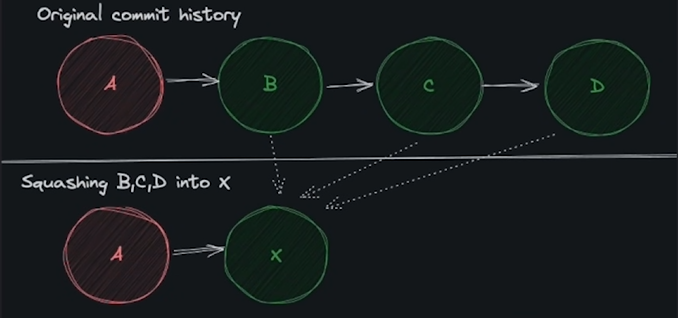 Original commit history
A
B
C
D
Squashing B,C,D into X
A
X